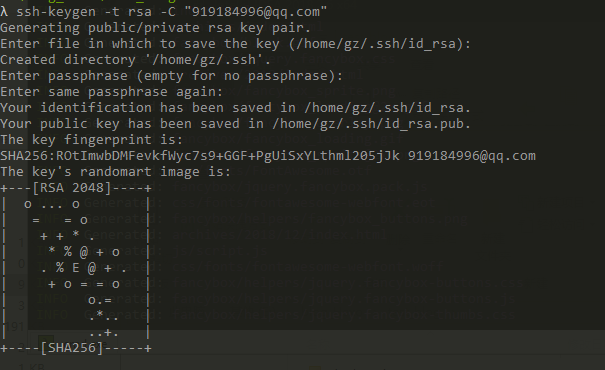 λ ssh-keygen -t rsa -C "919184996@qq.com"
Generating public/private rsa key pair.
Enter file in which to save the key (/home/gz/.ssh/id_rsa):
Created directory '/home/gz/.ssh'.
Enter passphrase (empty for no passphrase):
Enter same passphrase again:
Your identification has been saved in /home/gz/.ssh/id_rsa.
Your public key has been saved in /home/gz/.ssh/id_rsa.pub.
The key fingerprint is:
SHA256:ROtImwbDMFevkfWyc7s9+GGF+PgUiSxYLthml205jJk 919184996@qq.com
The key's randomart image is:
+---[RSA 2048]----+
|  o ... o        |
|   =   = o       |
|    + + * .      |
|     * % @ + o   |
|    . % E @ + .  |
|     + o = = o   |
|          o.=    |
|          .*..   |
|          ..+.   |
+----[SHA256]-----+